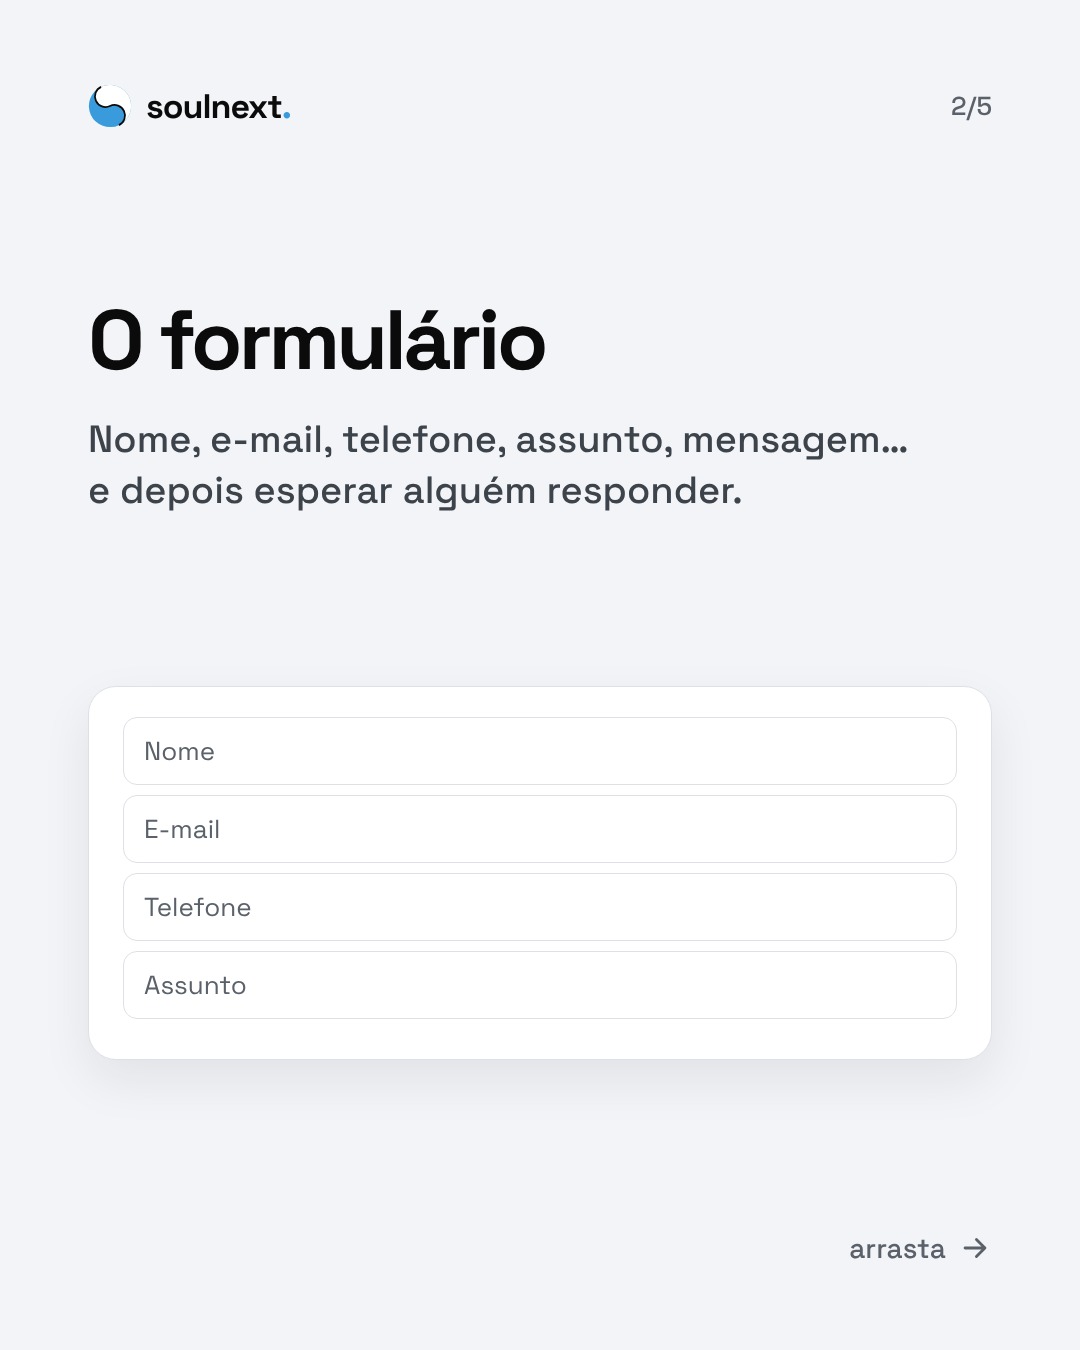 soulnext.
2/5
O formulário
Nome, e-mail, telefone, assunto, mensagem...
e depois esperar alguém responder.
Nome
E-mail
Telefone
Assunto
arrasta →